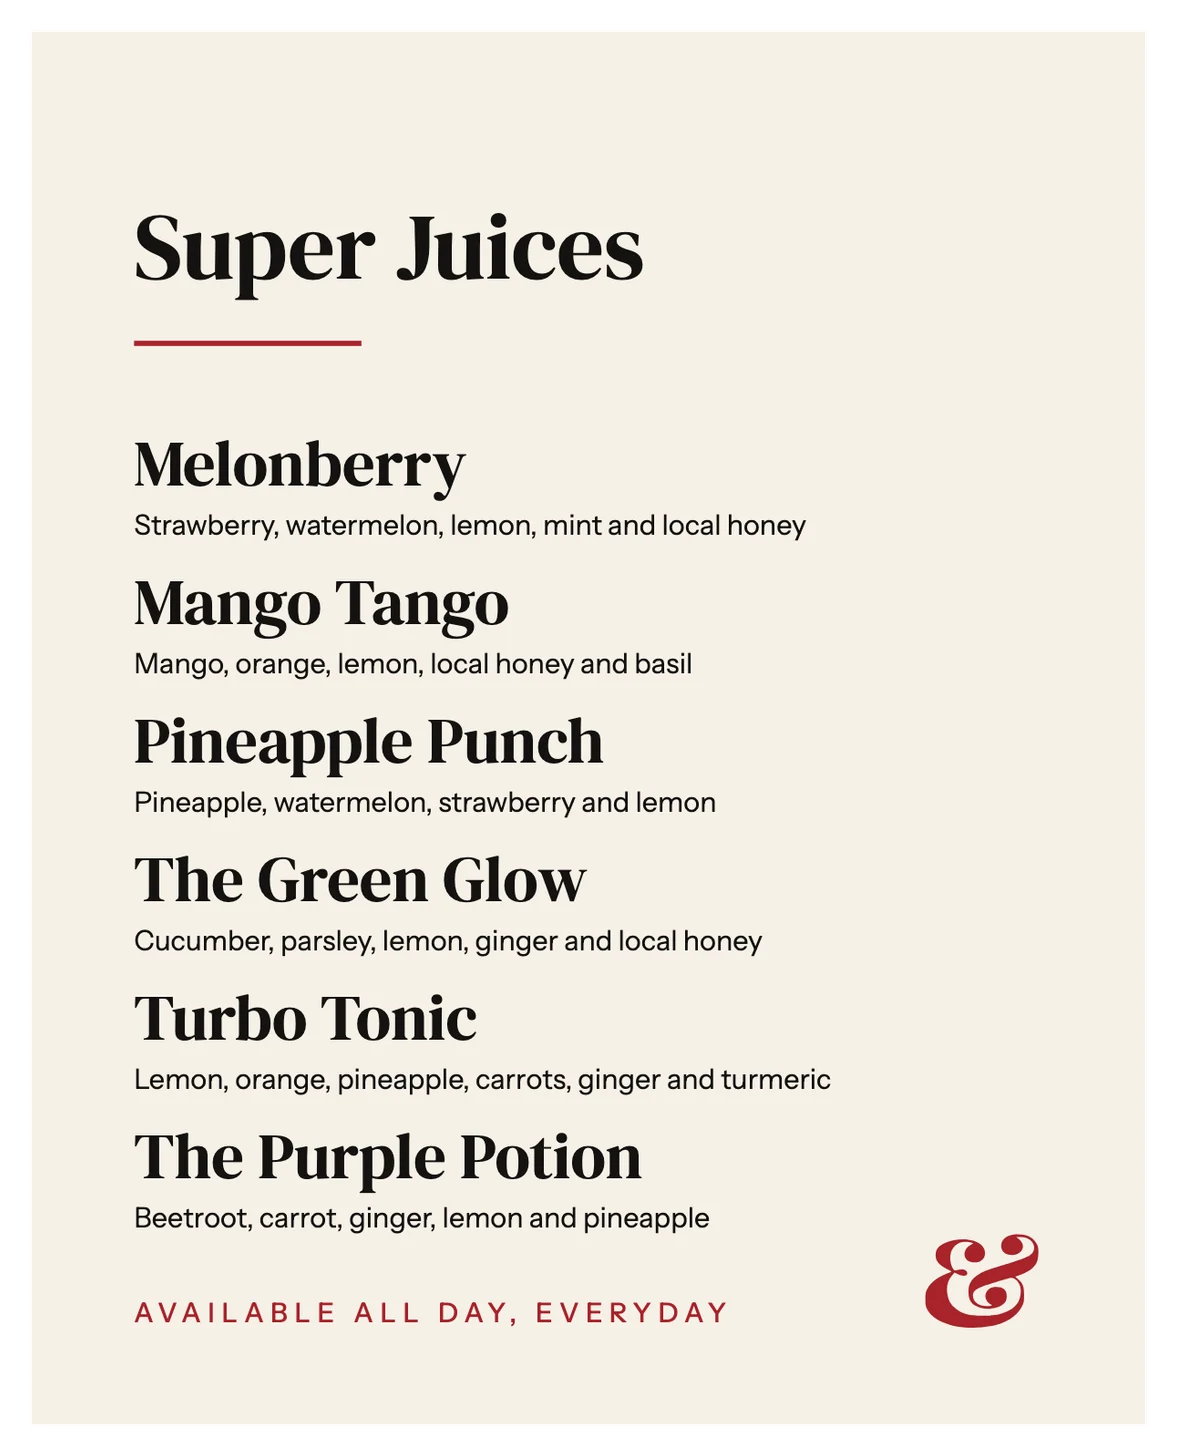 Super Juices
Melonberry
Strawberry, watermelon, lemon, mint and local honey
Mango Tango
Mango, orange, lemon, local honey and basil
Pineapple Punch
Pineapple, watermelon, strawberry and lemon
The Green Glow
Cucumber, parsley, lemon, ginger and local honey
Turbo Tonic
Lemon, orange, pineapple, carrots, ginger and turmeric
The Purple Potion
Beetroot, carrot, ginger, lemon and pineapple
&
AVAILABLE ALL DAY, EVERYDAY